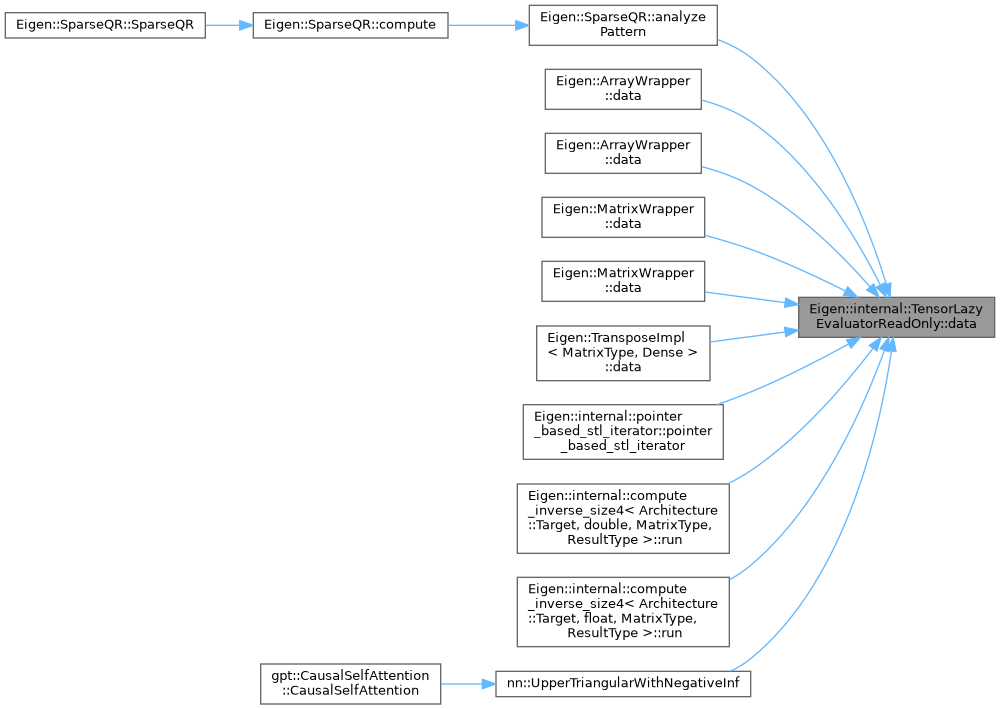 Eigen::SparseQR::SparseQR
Eigen::SparseQR::compute
Eigen::SparseQR::analyze
Pattern
Eigen::ArrayWrapper
::data
Eigen::ArrayWrapper
::data
Eigen::MatrixWrapper
::data
Eigen::MatrixWrapper
::data
Eigen::internal::TensorLazy
EvaluatorReadOnly::data
Eigen::TransposeImpl
< MatrixType, Dense >
::data
Eigen::internal::pointer
_based_stl_iterator::pointer
_based_stl_iterator
Eigen::internal::compute
_inverse_size4< Architecture
::Target, double, MatrixType,
ResultType >::run
Eigen::internal::compute
_inverse_size4< Architecture
::Target, float, MatrixType,
ResultType >::run
gpt::CausalSelfAttention
::CausalSelfAttention
nn::UpperTriangularWithNegativeInf